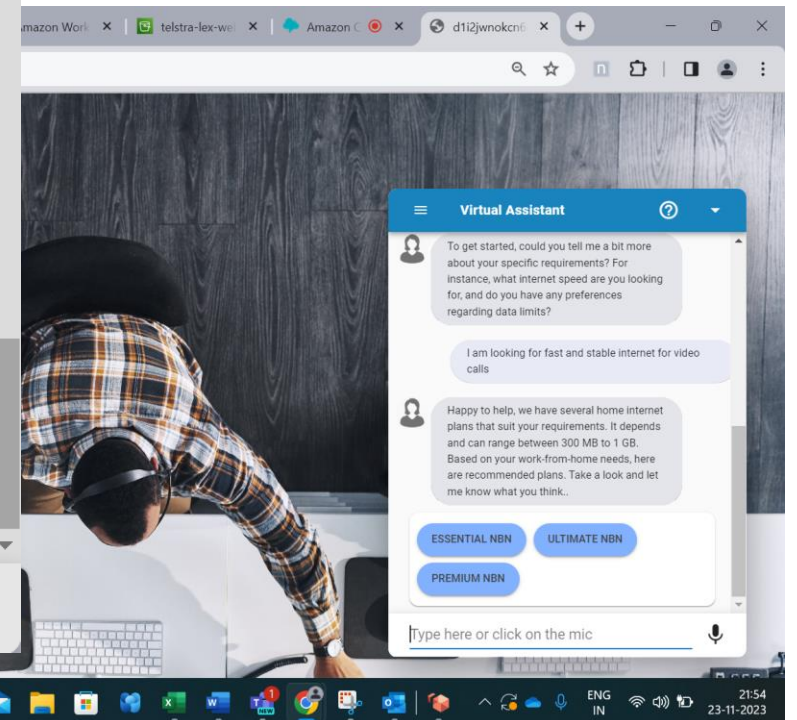 mazon Work
telstra-lex-we
Amazon C
d1i2jwnokcn6
Virtual Assistant
To get started, could you tell me a bit more
about your specific requirements? For
instance, what internet speed are you looking
for, and do you have any preferences
regarding data limits?
I am looking for fast and stable internet for video
calls
Happy to help, we have several home internet
plans that suit your requirements. It depends
and can range between 300 MB to 1 GB.
Based on your work-from-home needs, here
are recommended plans. Take a look and let
me know what you think..
ESSENTIAL NBN ULTIMATE NBN
PREMIUM NBN
Type here or click on the mic
ENG 21:54
IN 23-11-2023